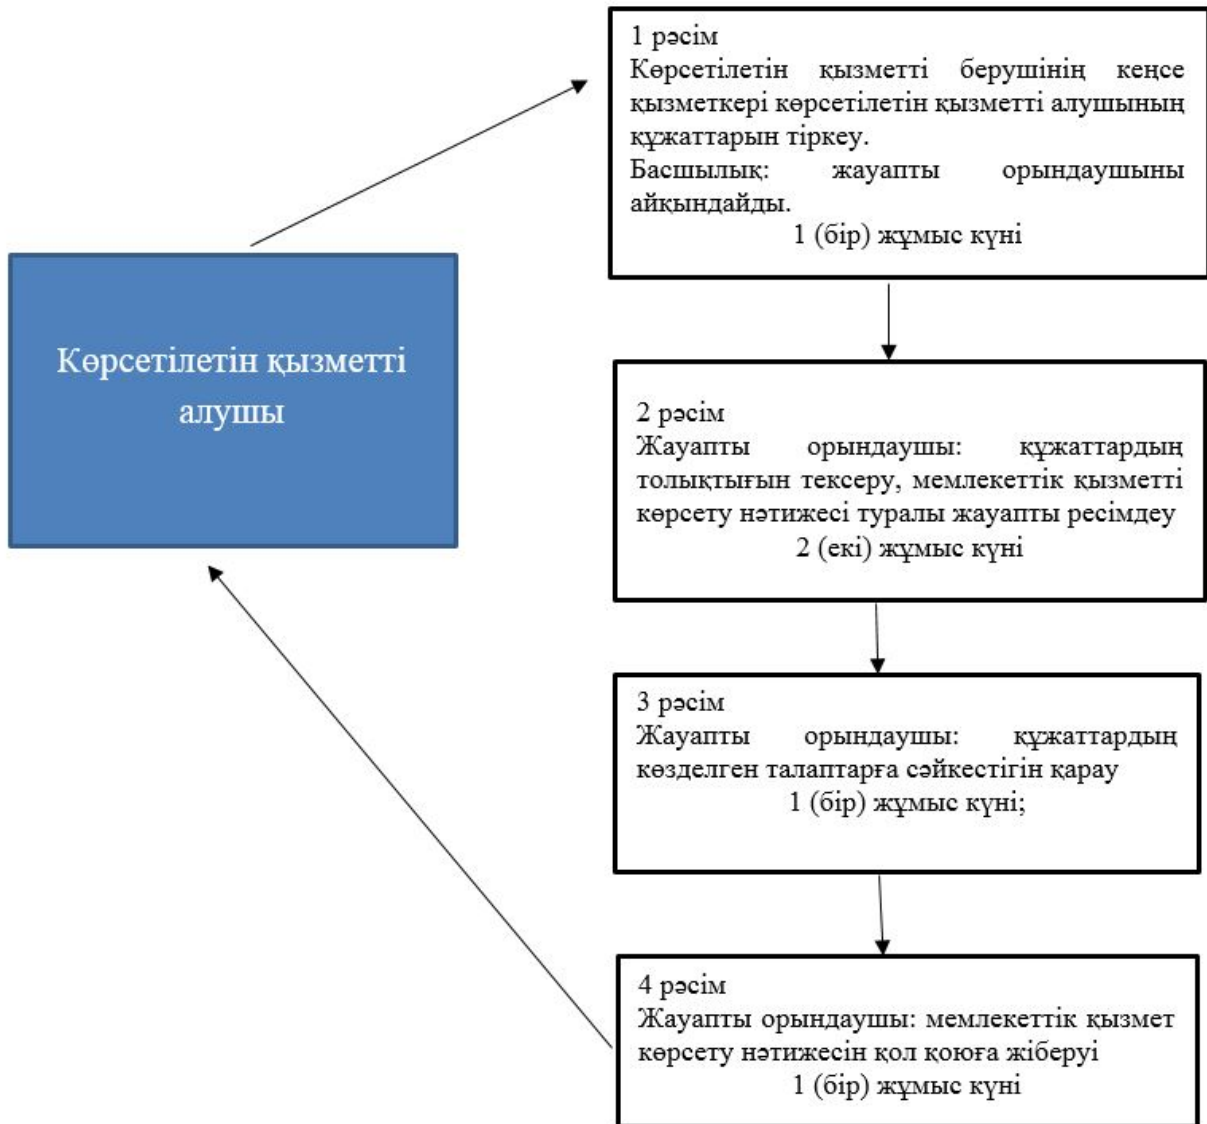 1 рәсім
Көрсетілетін қызметті берушінің кеңсе
қызметкері көрсетілетін қызметті алушының
құжаттарын тіркеу.
Басшылық: жауапты орындаушыны
айқындайды.
1 (бір) жұмыс күні
Көрсетілетін қызметті
алушы
2 рәсім
Жауапты орындаушы: құжаттардың
толықтығын тексеру, мемлекеттік қызметті
көрсету нәтижесі туралы жауапты ресімдеу
2 (екі) жұмыс күні
3 рәсім
Жауапты орындаушы: құжаттардың
көзделген талаптарға сәйкестігін қарау
1 (бір) жұмыс күні;
4 рәсім
Жауапты орындаушы: мемлекеттік қызмет
көрсету нәтижесін қол қоюға жіберуі
1 (бір) жұмыс күні